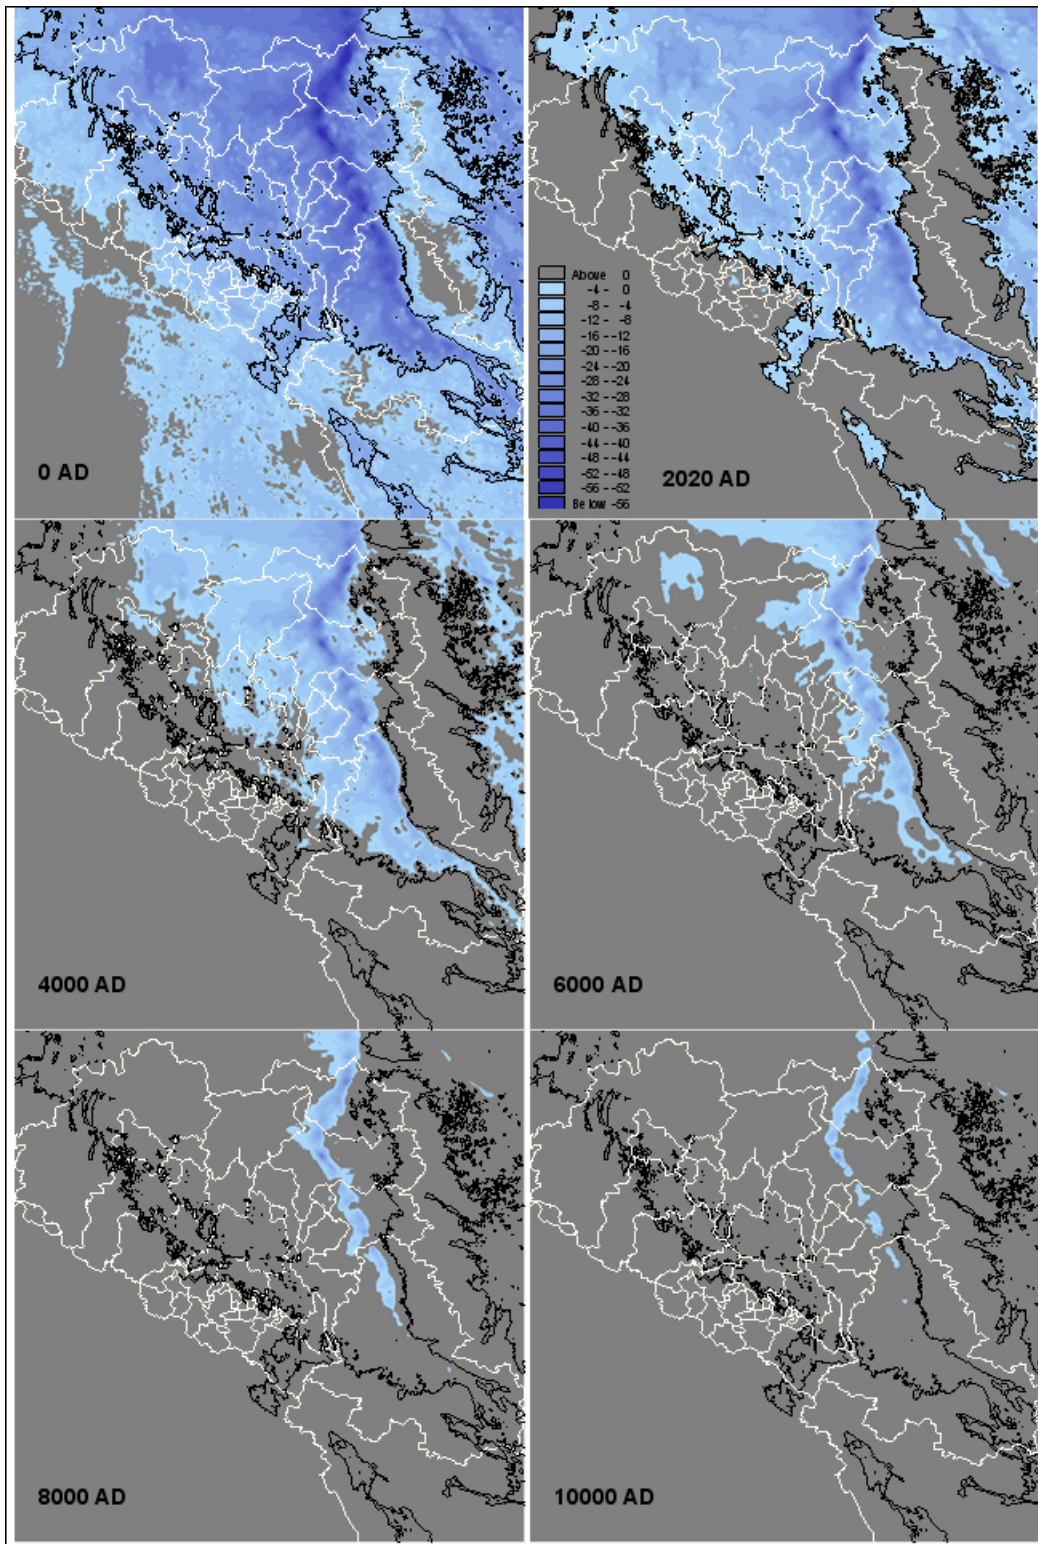 0 AD
Above 0
-4 - 0
-8 - -4
-12 - -8
-16 - -12
-20 - -16
-24 - -20
-28 - -24
-32 - -28
-36 - -32
-40 - -36
-44 - -40
-48 - -44
-52 - -48
-56 - -52
Below -56
2020 AD
4000 AD
6000 AD
8000 AD
10000 AD